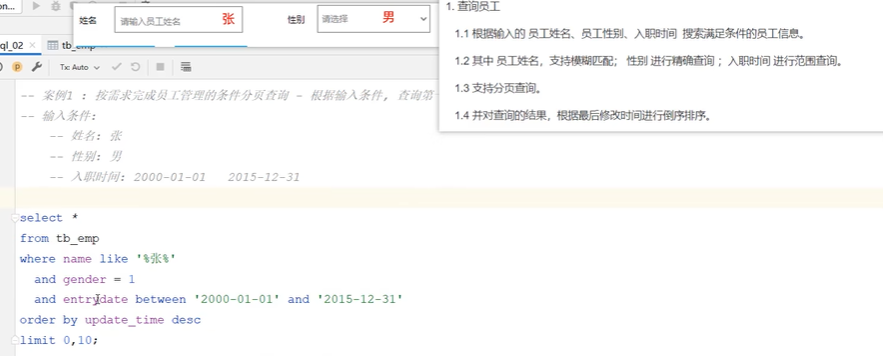 on...
姓名 请输入员工姓名 张 性别 请选择 男
ql_02 × tb_em
Tx: Auto
-- 案例1 : 按需求完成员工管理的条件分页查询 - 根据输入条件, 查询第
-- 输入条件:
-- 姓名: 张
-- 性别: 男
-- 入职时间: 2000-01-01 2015-12-31
select *
from tb_emp
where name like '%张%'
and gender = 1
and entrydate between '2000-01-01' and '2015-12-31'
order by update_time desc
limit 0,10;
1. 查询员工
1.1 根据输入的 员工姓名、员工性别、入职时间 搜索满足条件的员工信息。
1.2 其中 员工姓名，支持模糊匹配； 性别 进行精确查询 ；入职时间 进行范围查询。
1.3 支持分页查询。
1.4 并对查询的结果，根据最后修改时间进行倒序排序。